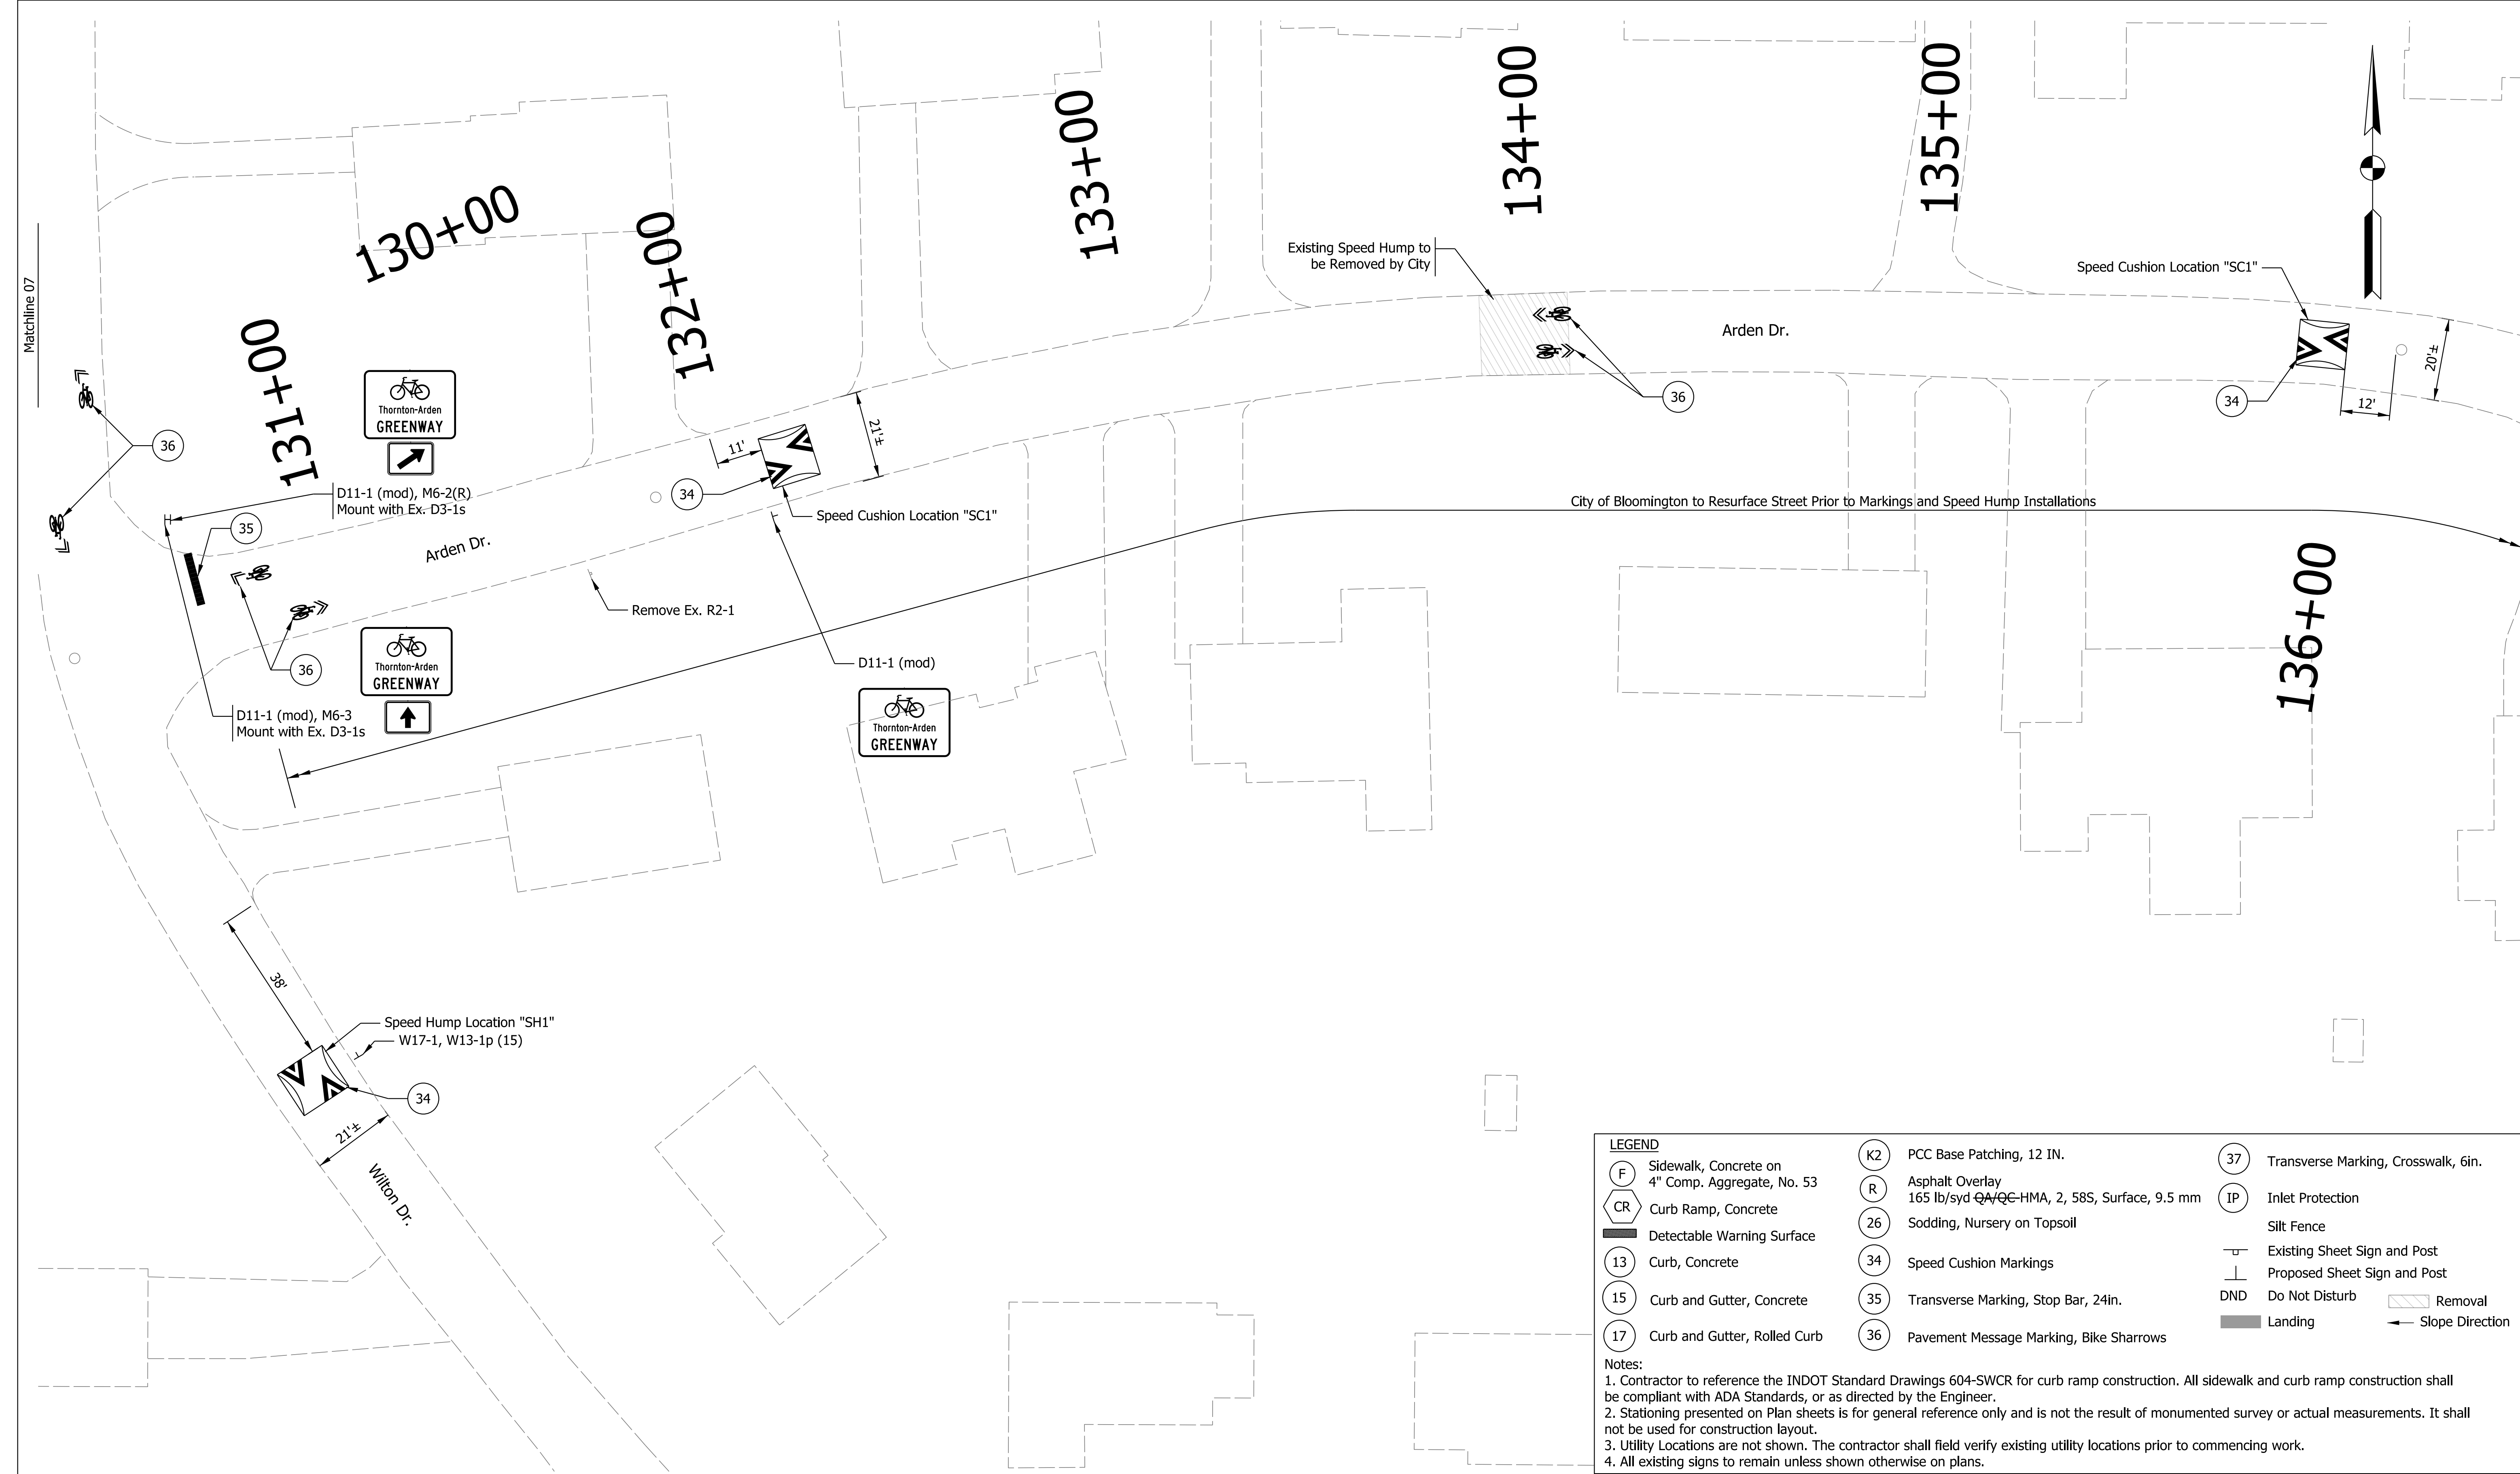 130+00
131+00
132+00
133+00
134+00
135+00
136+00
Matchline 07
36
Thornton-Arden
GREENWAY
D11-1 (mod), M6-2(R)
Mount with Ex. D3-1s
35
Arden Dr.
36
Thornton-Arden
GREENWAY
D11-1 (mod), M6-3
Mount with Ex. D3-1s
Remove Ex. R2-1
11'
21'±
34
Speed Cushion Location "SC1"
D11-1 (mod)
Thornton-Arden
GREENWAY
Existing Speed Hump to
be Removed by City
36
Arden Dr.
Speed Cushion Location "SC1"
34
12'
20'±
City of Bloomington to Resurface Street Prior to Markings and Speed Hump Installations
38'
Speed Hump Location "SH1"
W17-1, W13-1p (15)
34
21'±
Wilton Dr.
LEGEND
F Sidewalk, Concrete on
4" Comp. Aggregate, No. 53
CR Curb Ramp, Concrete
Detectable Warning Surface
13 Curb, Concrete
15 Curb and Gutter, Concrete
17 Curb and Gutter, Rolled Curb
K2 PCC Base Patching, 12 IN.
R Asphalt Overlay
165 lb/syd QA/QC HMA, 2, 58S, Surface, 9.5 mm
26 Sodding, Nursery on Topsoil
34 Speed Cushion Markings
35 Transverse Marking, Stop Bar, 24in.
36 Pavement Message Marking, Bike Sharrows
37 Transverse Marking, Crosswalk, 6in.
IP Inlet Protection
Silt Fence
Existing Sheet Sign and Post
Proposed Sheet Sign and Post
DND Do Not Disturb
Removal
Landing
Slope Direction
Notes:
1. Contractor to reference the INDOT Standard Drawings 604-SWCR for curb ramp construction. All sidewalk and curb ramp construction shall
be compliant with ADA Standards, or as directed by the Engineer.
2. Stationing presented on Plan sheets is for general reference only and is not the result of monumented survey or actual measurements. It shall
not be used for construction layout.
3. Utility Locations are not shown. The contractor shall field verify existing utility locations prior to commencing work.
4. All existing signs to remain unless shown otherwise on plans.